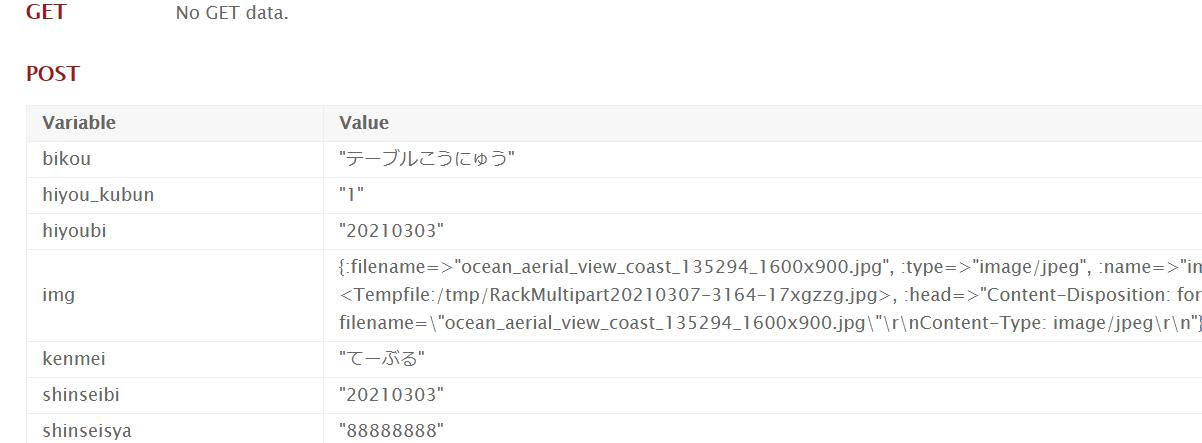 GET No GET data.
POST
Variable Value
bikou "テーブルこうにゅう"
hiyou_kubun "1"
hiyoubi "20210303"
img {:filename=>"ocean_aerial_view_coast_135294_1600x900.jpg", :type=>"image/jpeg", :name=>"im
<Tempfile:/tmp/RackMultipart20210307-3164-17xgzzg.jpg>, :head=>"Content-Disposition: for
filename=\"ocean_aerial_view_coast_135294_1600x900.jpg\"\r\nContent-Type: image/jpeg\r\n"}
kenmei "てーぶる"
shinseibi "20210303"
shinseisya "88888888"